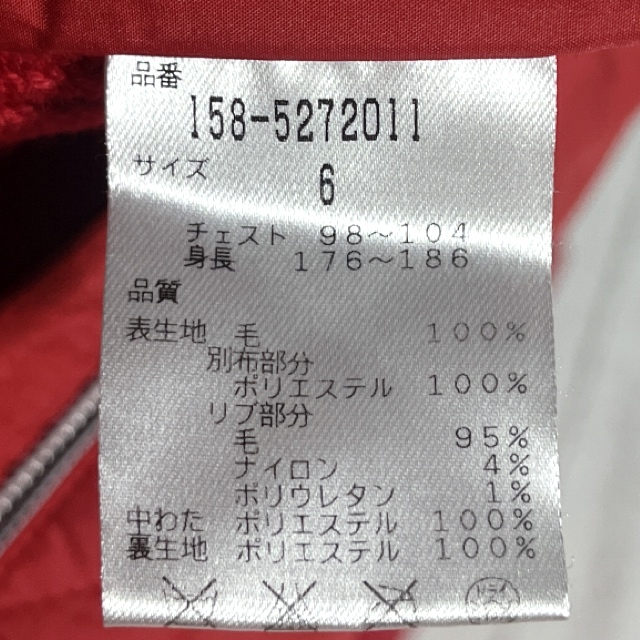 品番
158-5272011
サイズ 6
チェスト 98～104
身長 176～186
品質
表生地 毛 100%
別布部分
ポリエステル 100%
リブ部分
毛 95%
ナイロン 4%
ポリウレタン 1%
中わた ポリエステル 100%
裏生地 ポリエステル 100%